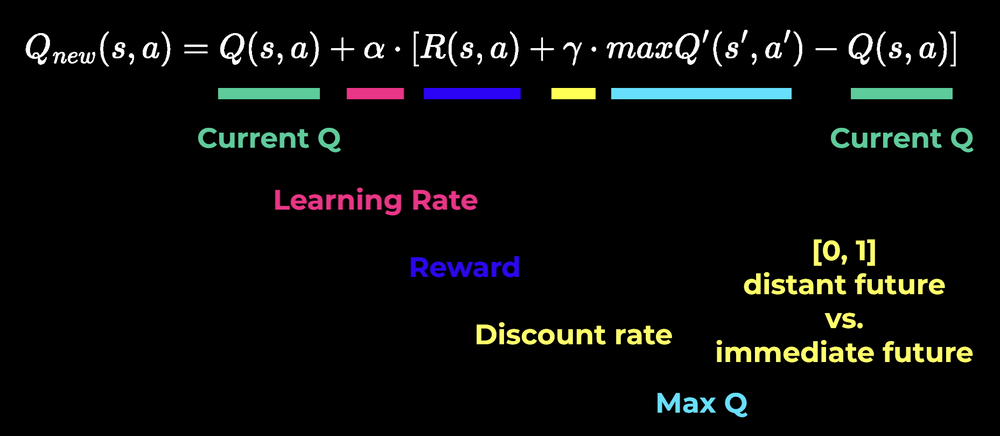 Q_new(s, a) = Q(s, a) + α · [R(s, a) + γ · maxQ′(s′, a′) − Q(s, a)]
Current Q
Current Q
Learning Rate
Reward
[0, 1]
distant future
vs.
immediate future
Discount rate
Max Q